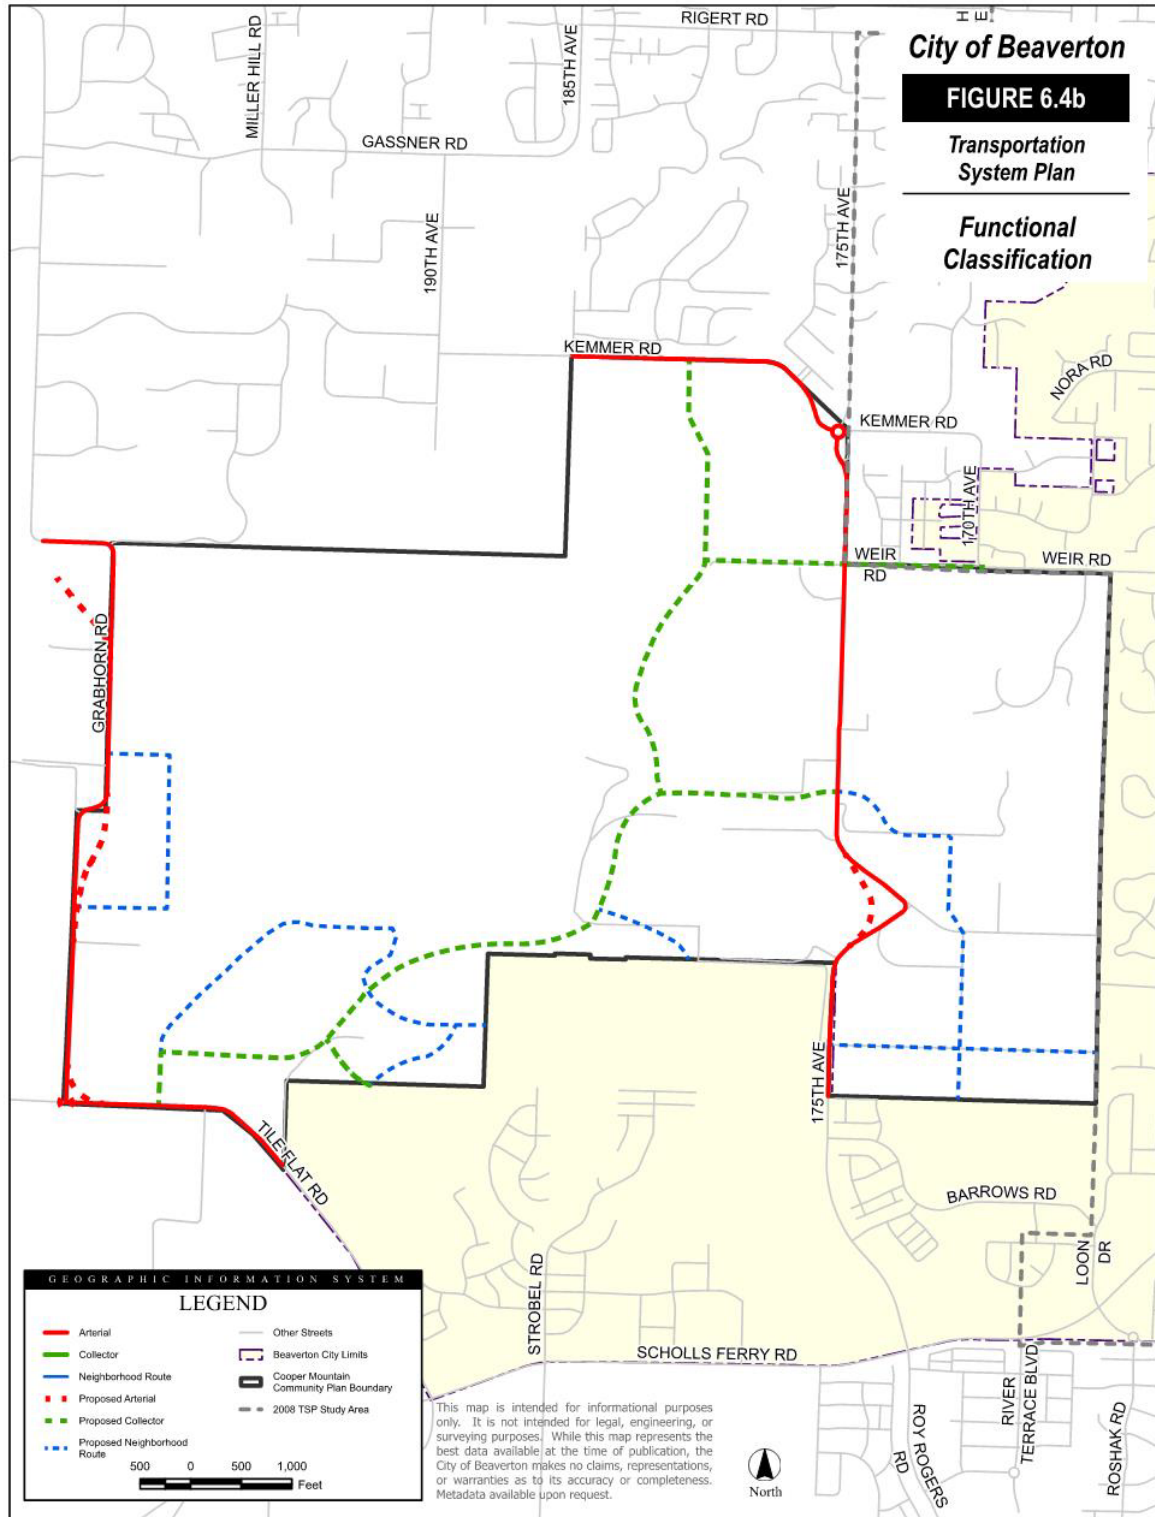 RIGERT RD
H
E
MILLER HILL RD
185TH AVE
City of Beaverton
FIGURE 6.4b
Transportation
System Plan
Functional
Classification
GASSNER RD
190TH AVE
175TH AVE
KEMMER RD
NORA RD
KEMMER RD
170TH AVE
WEIR
RD
WEIR RD
GRABHORN RD
175TH AVE
TILE FLAT RD
BARROWS RD
LOON
DR
STROBEL RD
SCHOLLS FERRY RD
RIVER
TERRACE BLVD
ROY ROGERS
RD
ROSHAK RD
GEOGRAPHIC INFORMATION SYSTEM
LEGEND
Arterial
Collector
Neighborhood Route
Proposed Arterial
Proposed Collector
Proposed Neighborhood
Route
Other Streets
Beaverton City Limits
Cooper Mountain
Community Plan Boundary
2008 TSP Study Area
500 0 500 1,000
Feet
This map is intended for informational purposes
only. It is not intended for legal, engineering, or
surveying purposes. While this map represents the
best data available at the time of publication, the
City of Beaverton makes no claims, representations,
or warranties as to its accuracy or completeness.
Metadata available upon request.
North